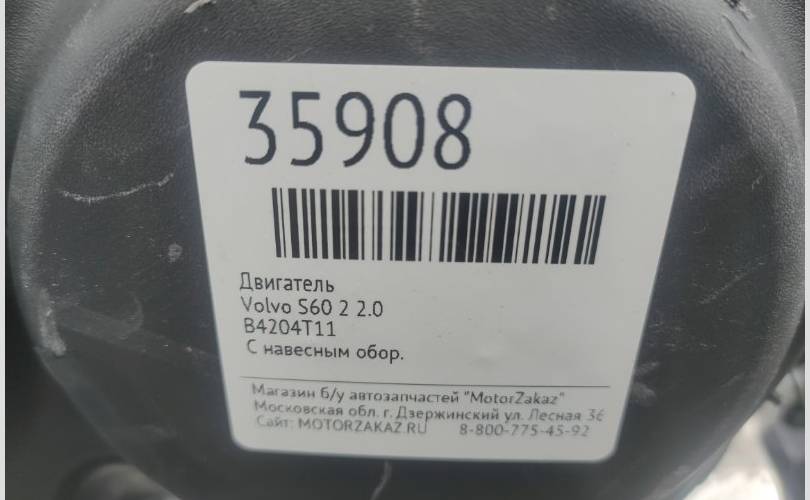 35908
Двигатель
Volvo S60 2 2.0
B4204T11
С навесным обор.
Магазин б/у автозапчастей "MotorZakaz"
Московская обл. г. Дзержинский ул. Лесная 36
Сайт: MOTORZAKAZ.RU 8-800-775-45-92